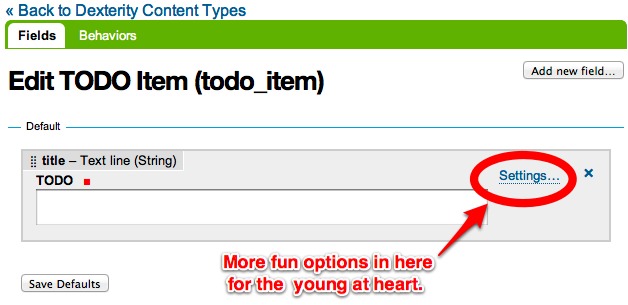 « Back to Dexterity Content Types
Fields Behaviors
Edit TODO Item (todo_item)
Add new field…
Default
title – Text line (String)
Settings…
×
TODO
More fun options in here
for the young at heart.
Save Defaults